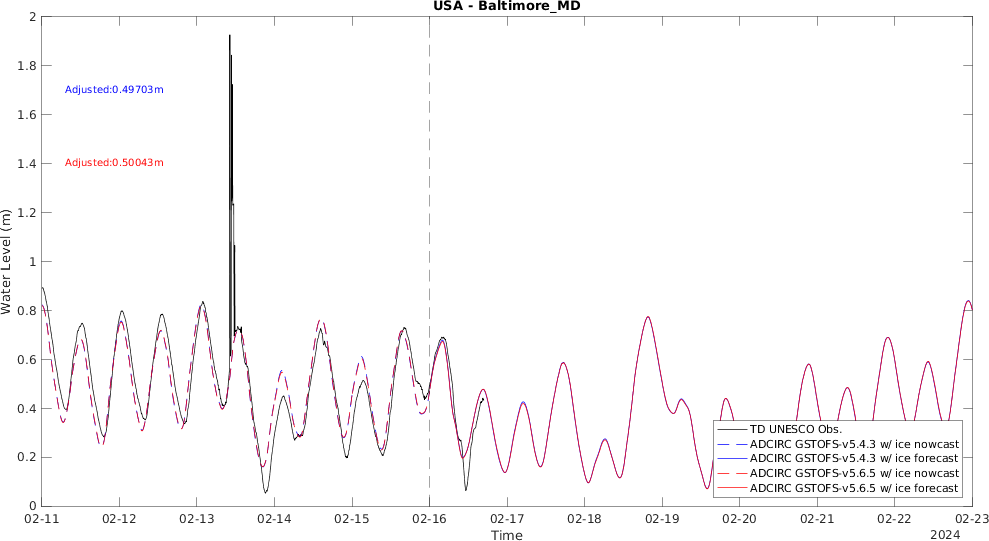 USA - Baltimore_MD
2
1.8
1.6
1.4
1.2
1
0.8
0.6
0.4
0.2
0
Water Level (m)
Adjusted:0.49703m
Adjusted:0.50043m
TD UNESCO Obs.
ADCIRC GSTOFS-v5.4.3 w/ ice nowcast
ADCIRC GSTOFS-v5.4.3 w/ ice forecast
ADCIRC GSTOFS-v5.6.5 w/ ice nowcast
ADCIRC GSTOFS-v5.6.5 w/ ice forecast
02-11 02-12 02-13 02-14 02-15 02-16 02-17 02-18 02-19 02-20 02-21 02-22 02-23
Time
2024